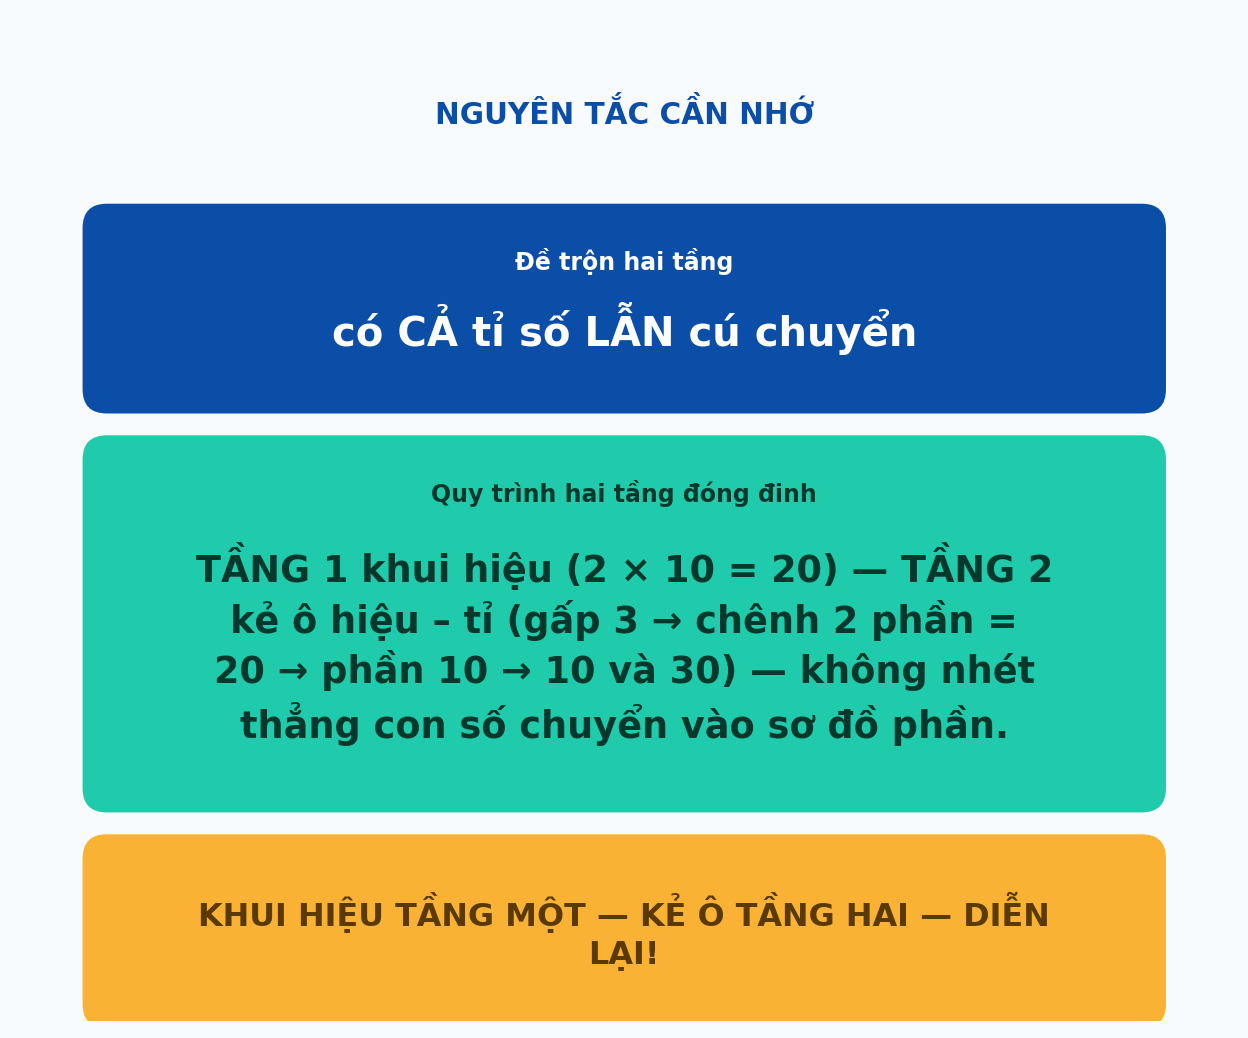 NGUYÊN TẮC CẦN NHỚ
Đề trộn hai tầng
có CẢ tỉ số LẪN cú chuyển
Quy trình hai tầng đóng đinh
TẦNG 1 khui hiệu (2 × 10 = 20) — TẦNG 2
kẻ ô hiệu – tỉ (gấp 3 → chênh 2 phần =
20 → phần 10 → 10 và 30) — không nhét
thẳng con số chuyển vào sơ đồ phần.
KHUI HIỆU TẦNG MỘT — KẺ Ô TẦNG HAI — DIỄN
LẠI!